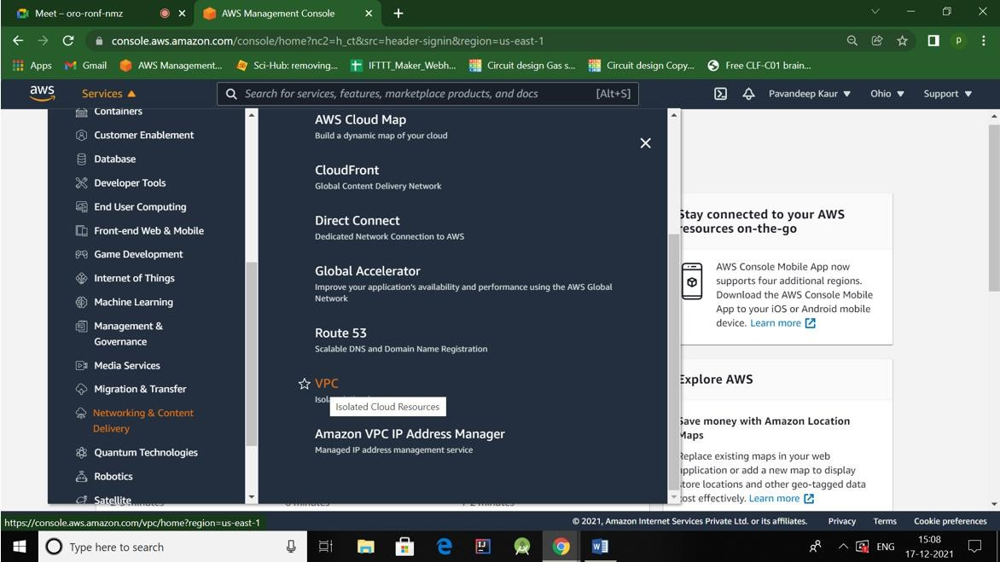 Meet – oro-ronf-nmz
AWS Management Console
console.aws.amazon.com/console/home?nc2=h_ct&src=header-signin&region=us-east-1
p
Apps
Gmail
AWS Management...
Sci-Hub: removing...
IFTTT_Maker_Webh...
Circuit design Gas s...
Circuit design Copy...
Free CLF-C01 brain...
aws
Services
Search for services, features, marketplace products, and docs
[Alt+S]
Pavandeep Kaur
Ohio
Support
Containers
Customer Enablement
Database
Developer Tools
End User Computing
Front-end Web & Mobile
Game Development
Internet of Things
Machine Learning
Management &
Governance
Media Services
Migration & Transfer
Networking & Content
Delivery
Quantum Technologies
Robotics
Satellite
AWS Cloud Map
Build a dynamic map of your cloud
CloudFront
Global Content Delivery Network
Direct Connect
Dedicated Network Connection to AWS
Global Accelerator
Improve your application's availability and performance using the AWS Global
Network
Route 53
Scalable DNS and Domain Name Registration
VPC
Isolated Cloud Resources
Amazon VPC IP Address Manager
Managed IP address management service
Stay connected to your AWS
resources on-the-go
AWS Console Mobile App now
supports four additional regions.
Download the AWS Console Mobile
App to your iOS or Android mobile
device. Learn more
Explore AWS
Save money with Amazon Location
Maps
Replace existing maps in your web
application or add a new map to display
store locations and other geo-tagged data
cost effectively. Learn more
https://console.aws.amazon.com/vpc/home?region=us-east-1
© 2021, Amazon Internet Services Private Ltd. or its affiliates.
Privacy
Terms
Cookie preferences
Type here to search
ENG
15:08
17-12-2021